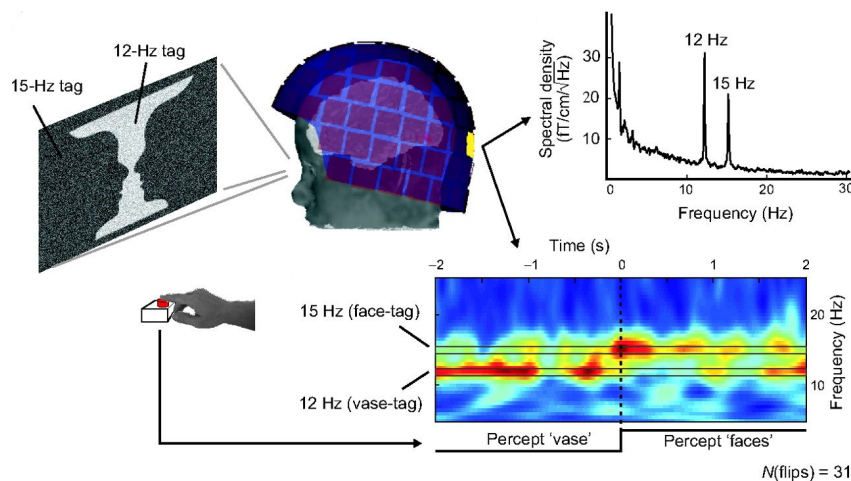 12-Hz tag
15-Hz tag
Spectral density
(fT/cm/√Hz)
30
20
10
12 Hz
15 Hz
0 10 20 30
Frequency (Hz)
Time (s)
–2 –1 0 1 2
15 Hz (face-tag)
12 Hz (vase-tag)
20
10
Frequency (Hz)
Percept ‘vase’
Percept ‘faces’
N(flips) = 31